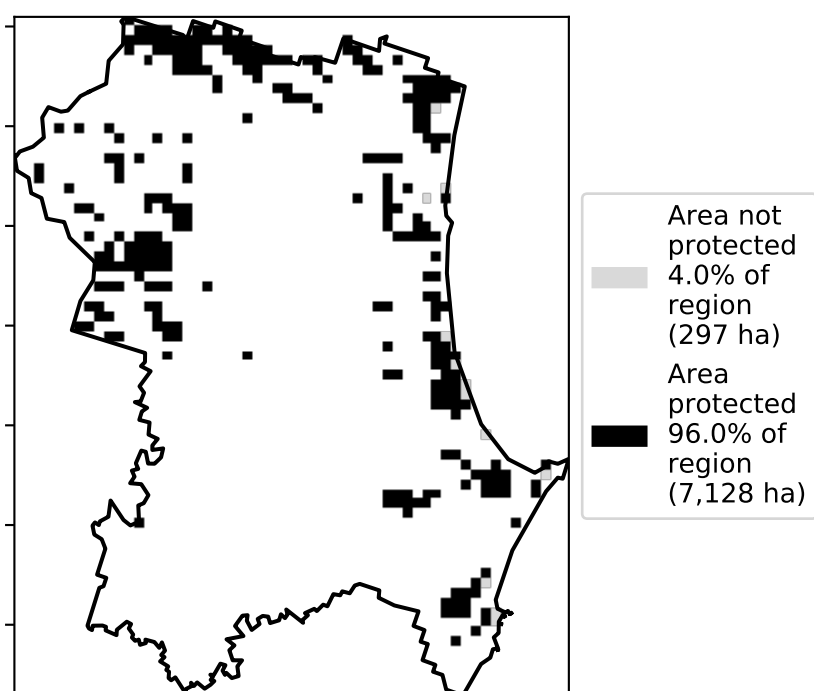 Area not
protected
4.0% of
region
(297 ha)
Area
protected
96.0% of
region
(7,128 ha)